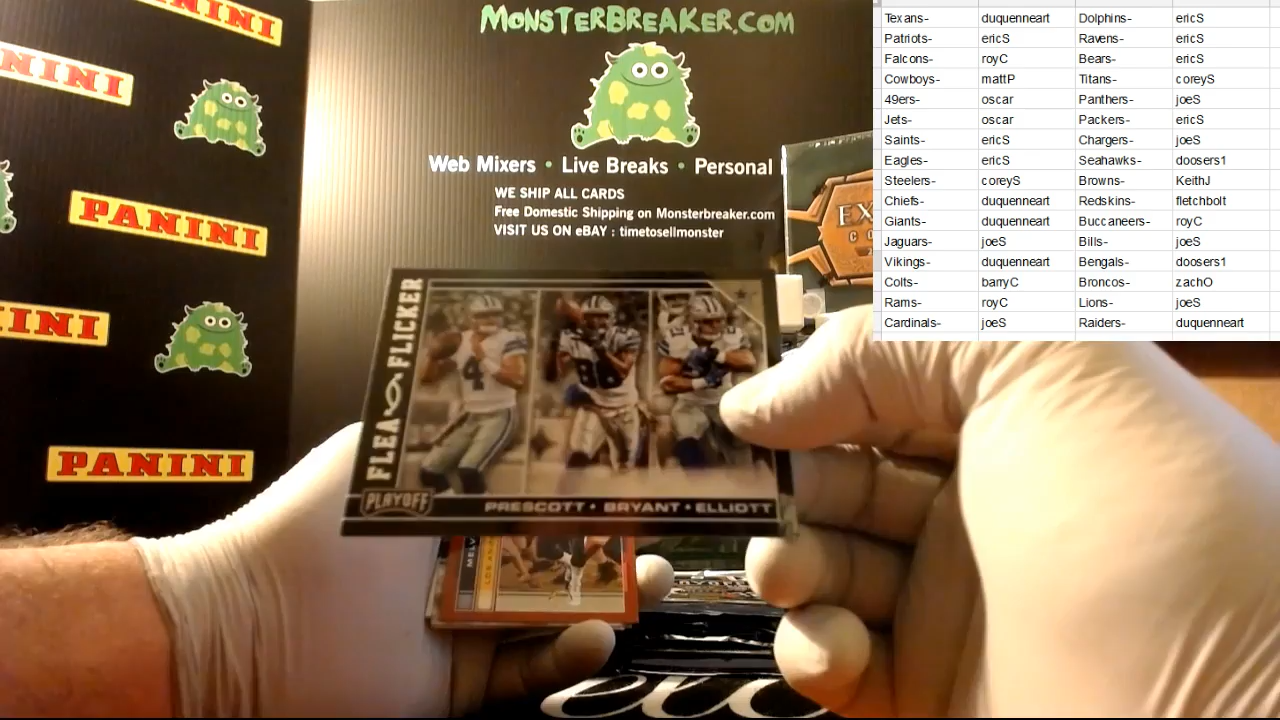 MONSTERBREAKER.COM
Web Mixers • Live Breaks • Personal
WE SHIP ALL CARDS
Free Domestic Shipping on Monsterbreaker.com
VISIT US ON eBAY : timetosellmonster
PANINI
PANINI
PANINI
FLEA FLICKER
4
88
PLAYOFF
PRESCOTT • BRYANT • ELLIOTT
Texans- duquenneart Dolphins- ericS
Patriots- ericS Ravens- ericS
Falcons- royC Bears- ericS
Cowboys- mattP Titans- coreyS
49ers- oscar Panthers- joeS
Jets- oscar Packers- ericS
Saints- ericS Chargers- joeS
Eagles- ericS Seahawks- doosers1
Steelers- coreyS Browns- KeithJ
Chiefs- duquenneart Redskins- fletchbolt
Giants- duquenneart Buccaneers- royC
Jaguars- joeS Bills- joeS
Vikings- duquenneart Bengals- doosers1
Colts- barryC Broncos- zachO
Rams- royC Lions- joeS
Cardinals- joeS Raiders- duquenneart